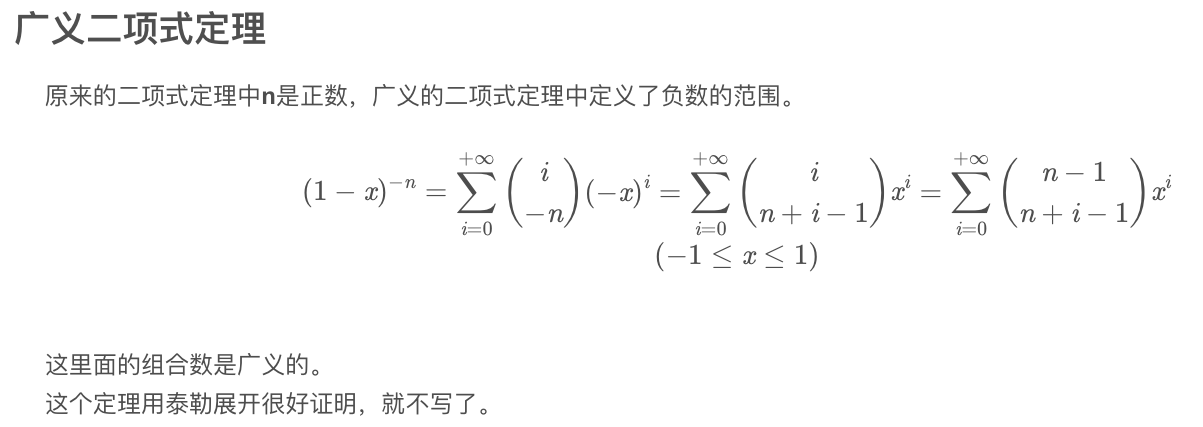 广义二项式定理
原来的二项式定理中n是正数，广义的二项式定理中定义了负数的范围。
$(1-x)^{-n} = \sum_{i=0}^{+\infty} \binom{i}{-n} (-x)^i = \sum_{i=0}^{+\infty} \binom{i}{n+i-1} x^i = \sum_{i=0}^{+\infty} \binom{n-1}{n+i-1} x^i$
$(-1 \leq x \leq 1)$
这里面的组合数是广义的。
这个定理用泰勒展开很好证明，就不写了。